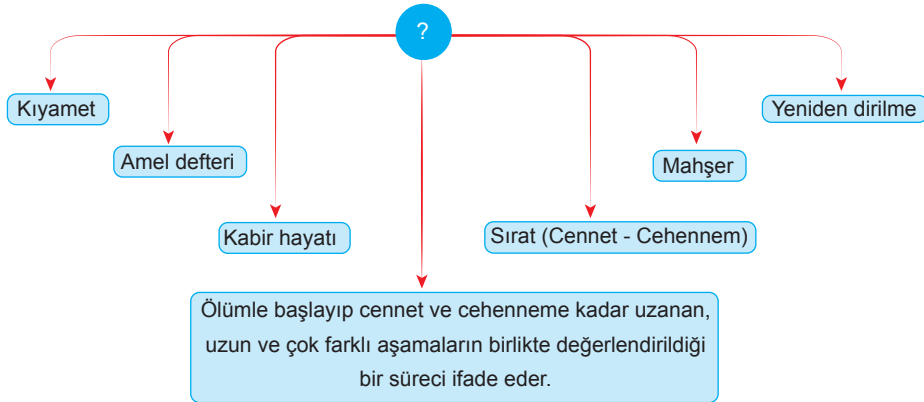 ?
Kıyamet
Yeniden dirilme
Amel defteri
Mahşer
Kabir hayatı
Sırat (Cennet - Cehennem)
Ölümle başlayıp cennet ve cehenneme kadar uzanan,
uzun ve çok farklı aşamaların birlikte değerlendirildiği
bir süreci ifade eder.